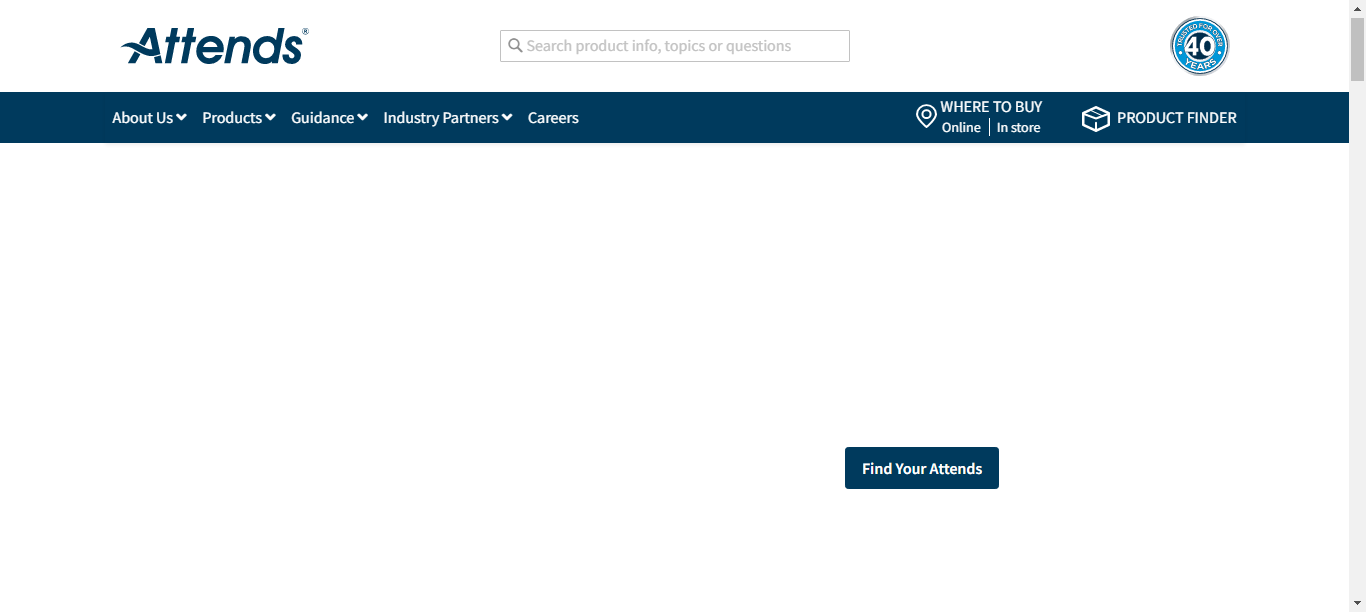 Attends®
Search product info, topics or questions
TRUSTED FOR OVER
40
YEARS
About Us
Products
Guidance
Industry Partners
Careers
WHERE TO BUY
Online
In store
PRODUCT FINDER
Find Your Attends